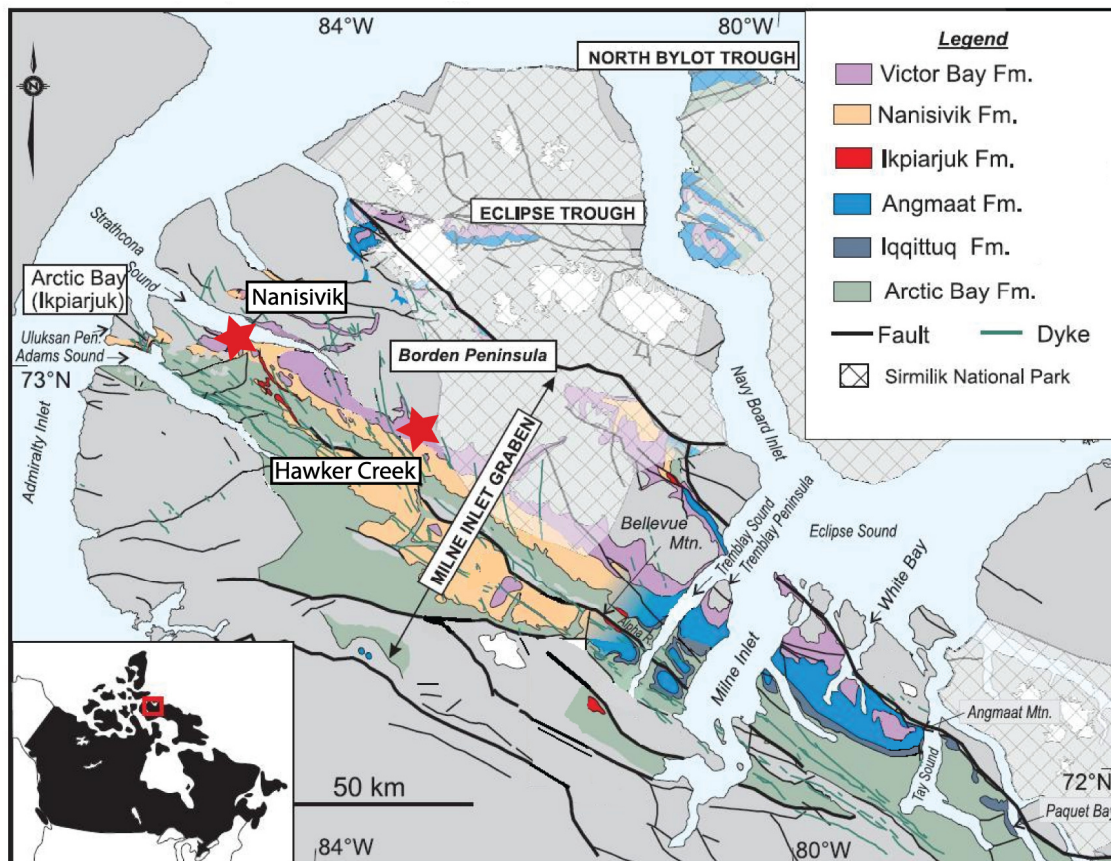 84°W
80°W
NORTH BYLOT TROUGH
Legend
Victor Bay Fm.
Nanisivik Fm.
Ikpiarjuk Fm.
Angmaat Fm.
Iqqittuq Fm.
Arctic Bay Fm.
Fault
Dyke
Sirmilik National Park
N
ECLIPSE TROUGH
Strathcona
Sound
Arctic Bay
(Ikpiarjuk)
Nanisivik
Uluksan Pen.
Adams Sound
73°N
Borden Peninsula
Navy Board Inlet
Admiralty Inlet
Hawker Creek
MILNE INLET GRABEN
Bellevue
Mtn.
Tremblay Sound
Tremblay Peninsula
Eclipse Sound
White Bay
Alpha R.
Milne Inlet
Angmaat Mtn.
Tay Sound
72°N
Paquet Bay
50 km
84°W
80°W